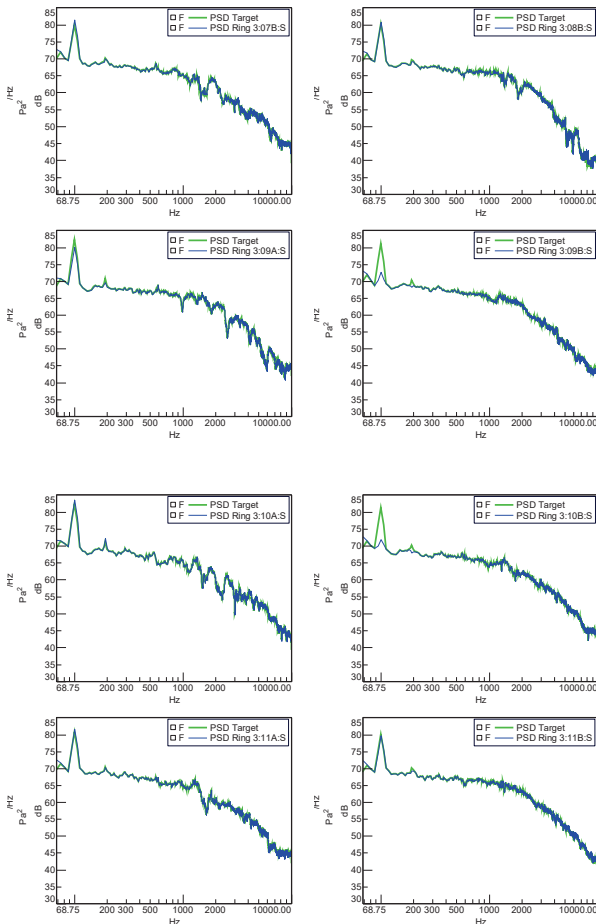 85
80
75
70
65
60
55
50
45
40
35
30
Pa² /Hz dB
F PSD Target
F PSD Ring 3:07B:S
68.75 200 300 500 1000 2000 10000.00
Hz
85
80
75
70
65
60
55
50
45
40
35
30
Pa² /Hz dB
F PSD Target
F PSD Ring 3:08B:S
68.75 200 300 500 1000 2000 10000.00
Hz
85
80
75
70
65
60
55
50
45
40
35
30
Pa² /Hz dB
F PSD Target
F PSD Ring 3:09A:S
68.75 200 300 500 1000 2000 10000.00
Hz
85
80
75
70
65
60
55
50
45
40
35
30
Pa² /Hz dB
F PSD Target
F PSD Ring 3:09B:S
68.75 200 300 500 1000 2000 10000.00
Hz
85
80
75
70
65
60
55
50
45
40
35
30
Pa² /Hz dB
F PSD Target
F PSD Ring 3:10A:S
68.75 200 300 500 1000 2000 10000.00
Hz
85
80
75
70
65
60
55
50
45
40
35
30
Pa² /Hz dB
F PSD Target
F PSD Ring 3:10B:S
68.75 200 300 500 1000 2000 10000.00
Hz
85
80
75
70
65
60
55
50
45
40
35
30
Pa² /Hz dB
F PSD Target
F PSD Ring 3:11A:S
68.75 200 300 500 1000 2000 10000.00
Hz
85
80
75
70
65
60
55
50
45
40
35
30
Pa² /Hz dB
F PSD Target
F PSD Ring 3:11B:S
68.75 200 300 500 1000 2000 10000.00
Hz